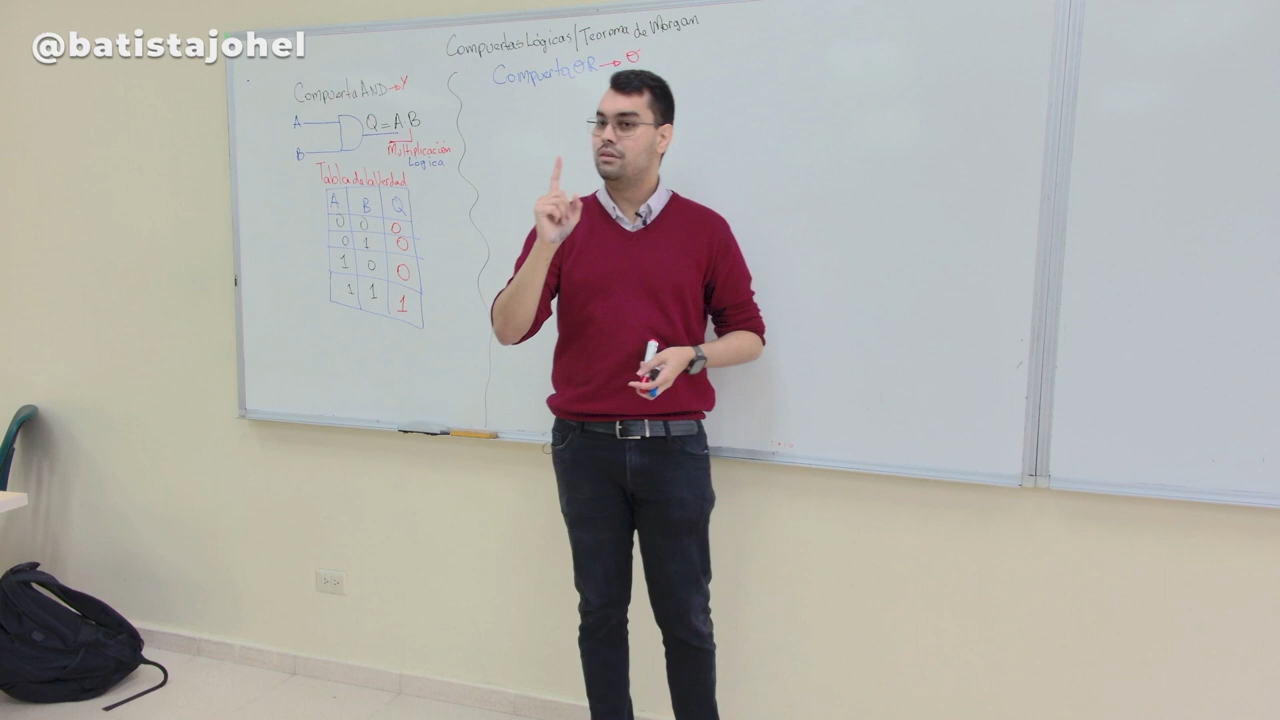 @batistajohel
Compuertas Lógicas/Teorema de Morgan
Compuerta AND→Y
A
B
Q=A.B
Multiplicación
Lógica
Tabla de la Verdad
A B Q
0 0 0
0 1 0
1 0 0
1 1 1
Compuerta OR→O